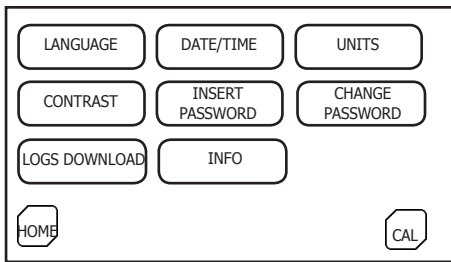 LANGUAGE
DATE/TIME
UNITS
CONTRAST
INSERT
PASSWORD
CHANGE
PASSWORD
LOGS DOWNLOAD
INFO
HOME
CAL